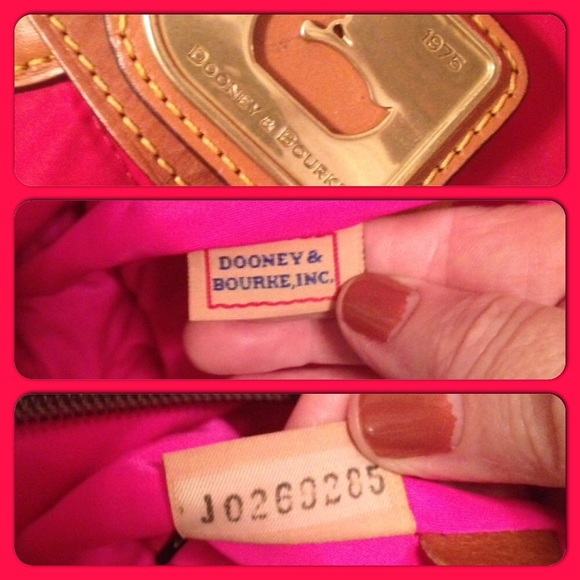 1975
DOONEY & BOURKE
DOONEY &
BOURKE, INC.
J0260285